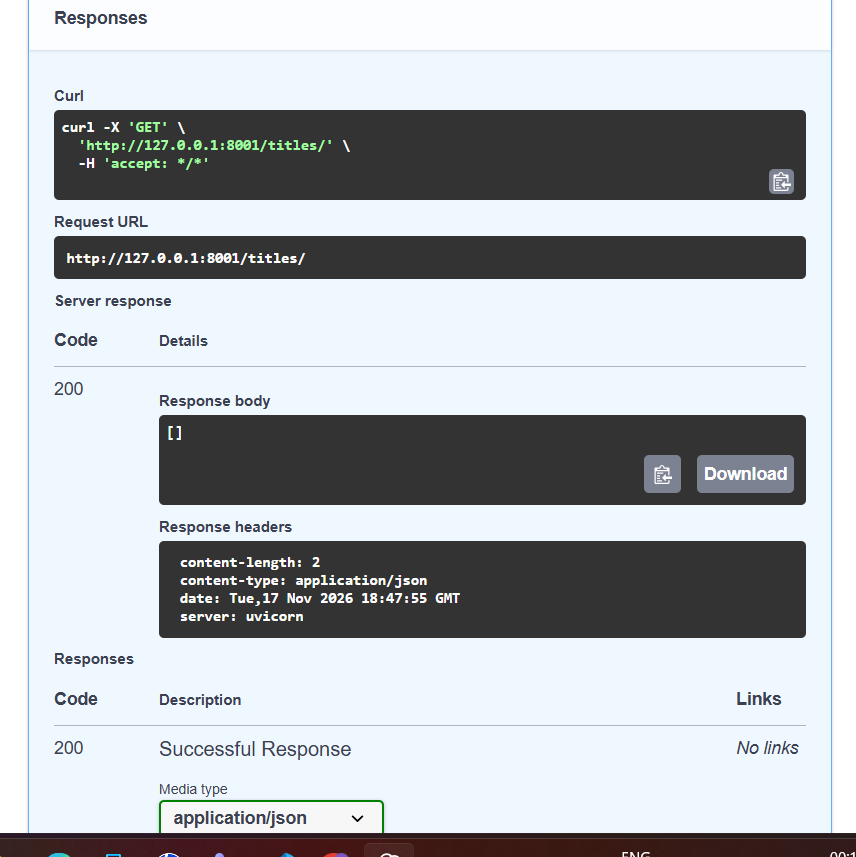 Responses
Curl
curl -X 'GET' \
'http://127.0.0.1:8001/titles/' \
-H 'accept: */*'
Request URL
http://127.0.0.1:8001/titles/
Server response
Code Details
200
Response body
[]
Download
Response headers
content-length: 2
content-type: application/json
date: Tue,17 Nov 2026 18:47:55 GMT
server: uvicorn
Responses
Code Description Links
200 Successful Response No links
Media type
application/json
ENG